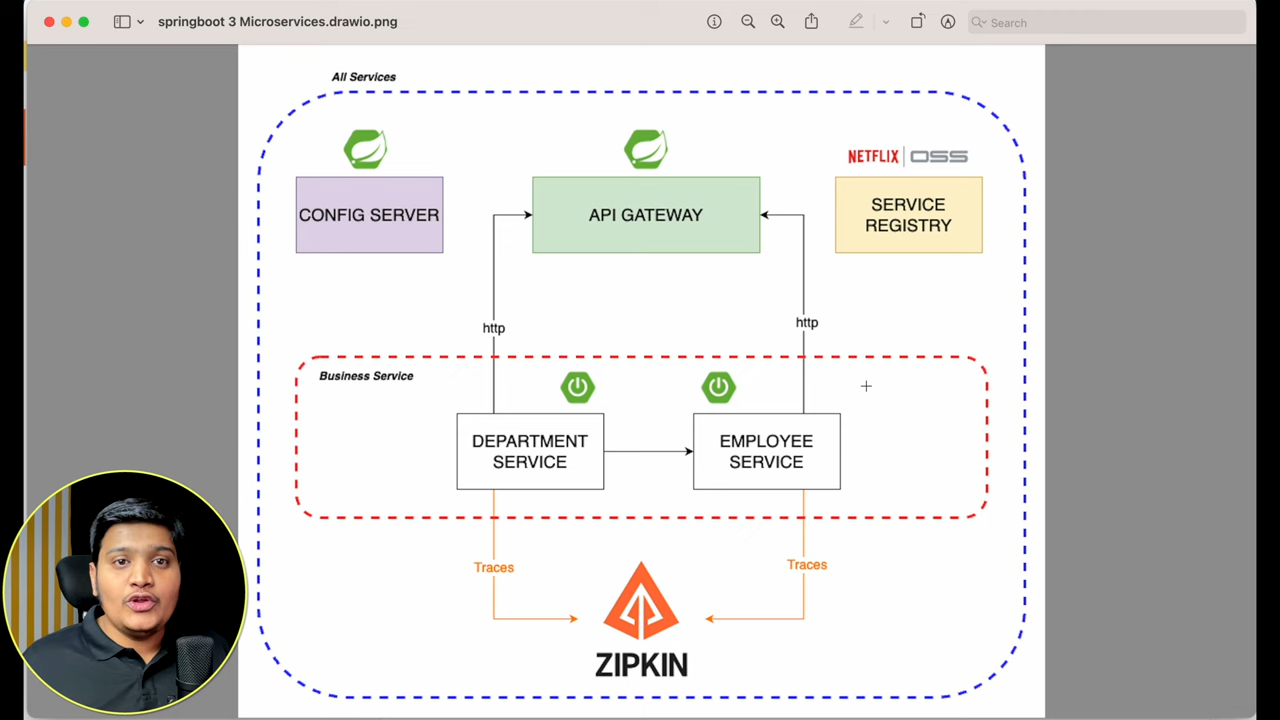 springboot 3 Microservices.drawio.png
Search
All Services
NETFLIX OSS
CONFIG SERVER
API GATEWAY
SERVICE
REGISTRY
http
http
Business Service
DEPARTMENT
SERVICE
EMPLOYEE
SERVICE
Traces
Traces
ZIPKIN